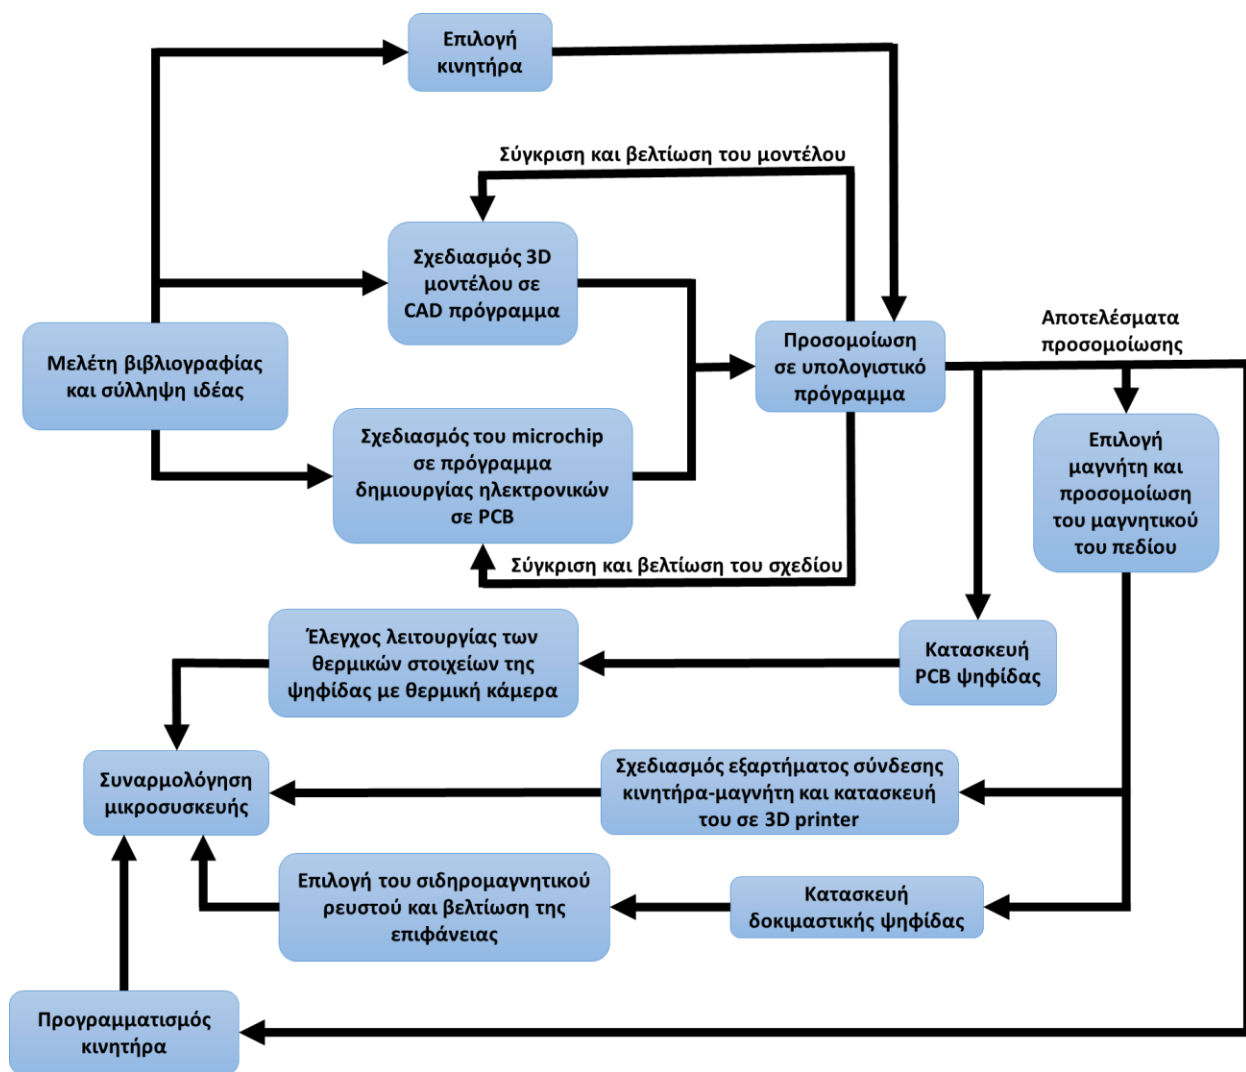 Επιλογή
κινητήρα
Σύγκριση και βελτίωση του μοντέλου
Σχεδιασμός 3D
μοντέλου σε
CAD πρόγραμμα
Μελέτη βιβλιογραφίας
και σύλληψη ιδέας
Προσομοίωση
σε υπολογιστικό
πρόγραμμα
Αποτελέσματα
προσομοίωσης
Σχεδιασμός του microchip
σε πρόγραμμα
δημιουργίας ηλεκτρονικών
σε PCB
Επιλογή
μαγνήτη και
προσομοίωση
του μαγνητικού
του πεδίου
Σύγκριση και βελτίωση του σχεδίου
Έλεγχος λειτουργίας των
θερμικών στοιχείων της
ψηφίδας με θερμική κάμερα
Κατασκευή
PCB ψηφίδας
Συναρμολόγηση
μικροσυσκευής
Σχεδιασμός εξαρτήματος σύνδεσης
κινητήρα-μαγνήτη και κατασκευή
του σε 3D printer
Επιλογή του σιδηρομαγνητικού
ρευστού και βελτίωση της
επιφάνειας
Κατασκευή
δοκιμαστικής ψηφίδας
Προγραμματισμός
κινητήρα